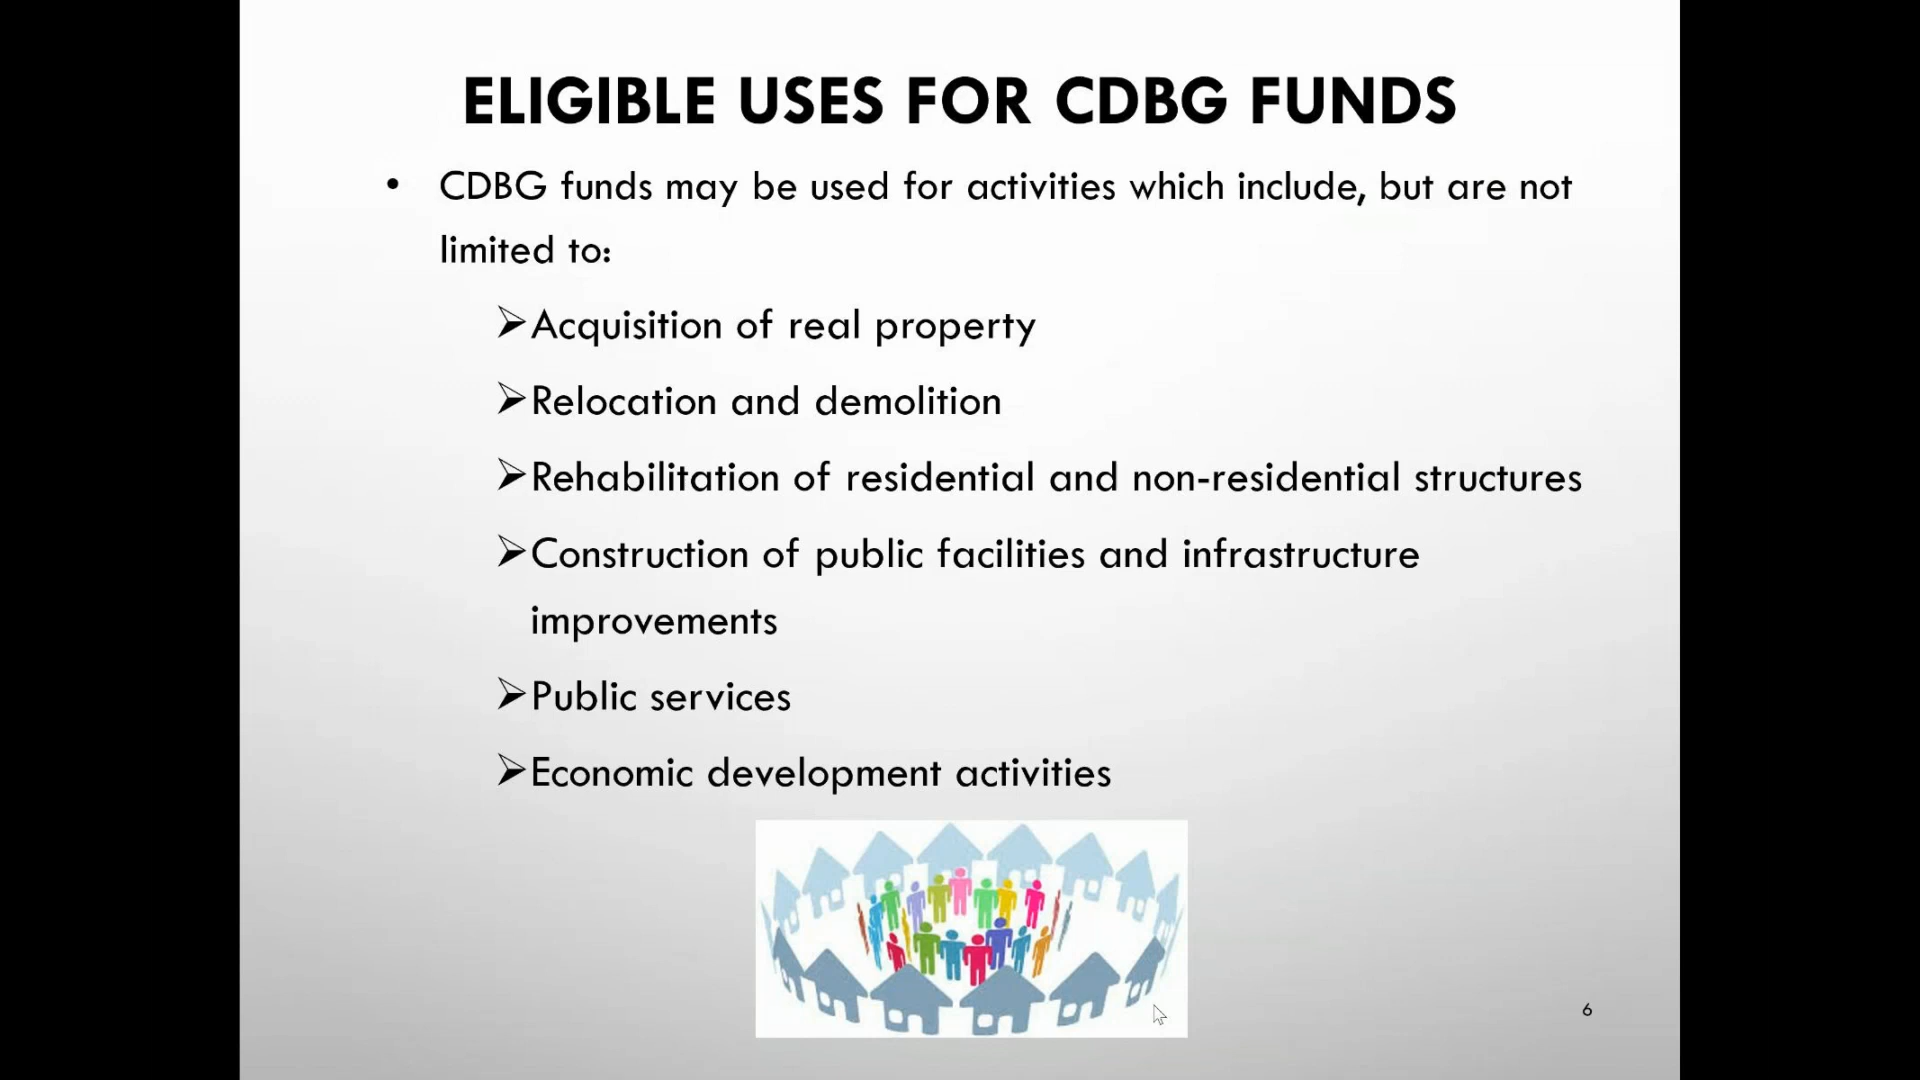 ELIGIBLE USES FOR CDBG FUNDS
• CDBG funds may be used for activities which include, but are not
limited to:
➢Acquisition of real property
➢Relocation and demolition
➢Rehabilitation of residential and non-residential structures
➢Construction of public facilities and infrastructure
improvements
➢Public services
➢Economic development activities
6